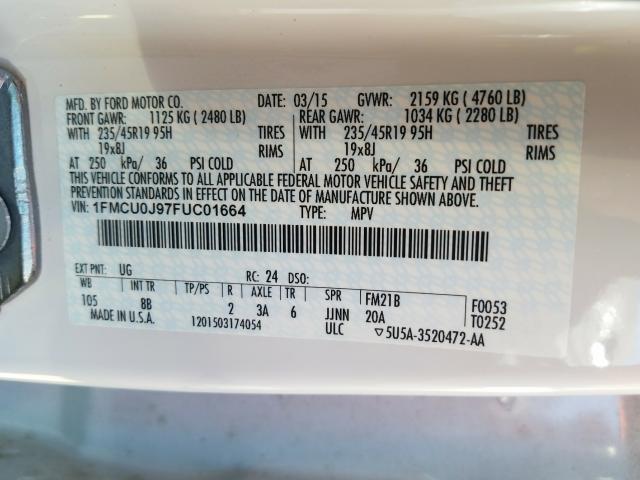 MFD. BY FORD MOTOR CO. DATE: 03/15 GVWR: 2159 KG ( 4760 LB)
FRONT GAWR: 1125 KG ( 2480 LB) REAR GAWR: 1034 KG ( 2280 LB)
WITH 235/45R19 95H TIRES WITH 235/45R19 95H TIRES
19x8J RIMS 19x8J RIMS
AT 250 kPa/ 36 PSI COLD AT 250 kPa/ 36 PSI COLD
THIS VEHICLE CONFORMS TO ALL APPLICABLE FEDERAL MOTOR VEHICLE SAFETY AND THEFT
PREVENTION STANDARDS IN EFFECT ON THE DATE OF MANUFACTURE SHOWN ABOVE.
VIN: 1FMCU0J97FUC01664 TYPE: MPV
EXT PNT: UG RC: 24 DSO:
WB INT TR TP/PS R AXLE TR SPR FM21B F0053
105 8B 2 3A 6 JJNN 20A T0252
MADE IN U.S.A. 1201503174054 ULC ▽5U5A-3520472-AA